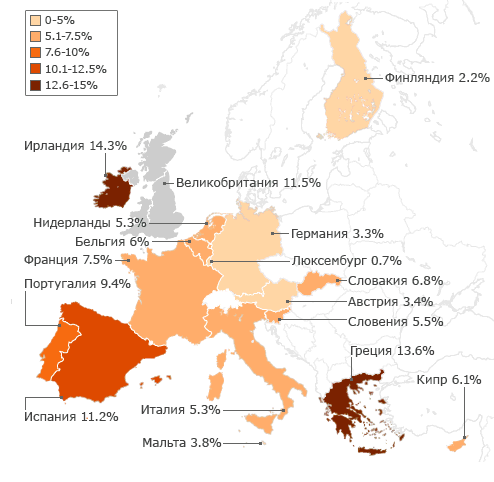 0-5%
5.1-7.5%
7.6-10%
10.1-12.5%
12.6-15%
Финляндия 2.2%
Ирландия 14.3%
Великобритания 11.5%
Нидерланды 5.3%
Германия 3.3%
Бельгия 6%
Франция 7.5%
Люксембург 0.7%
Португалия 9.4%
Словакия 6.8%
Австрия 3.4%
Словения 5.5%
Греция 13.6%
Кипр 6.1%
Италия 5.3%
Испания 11.2%
Мальта 3.8%